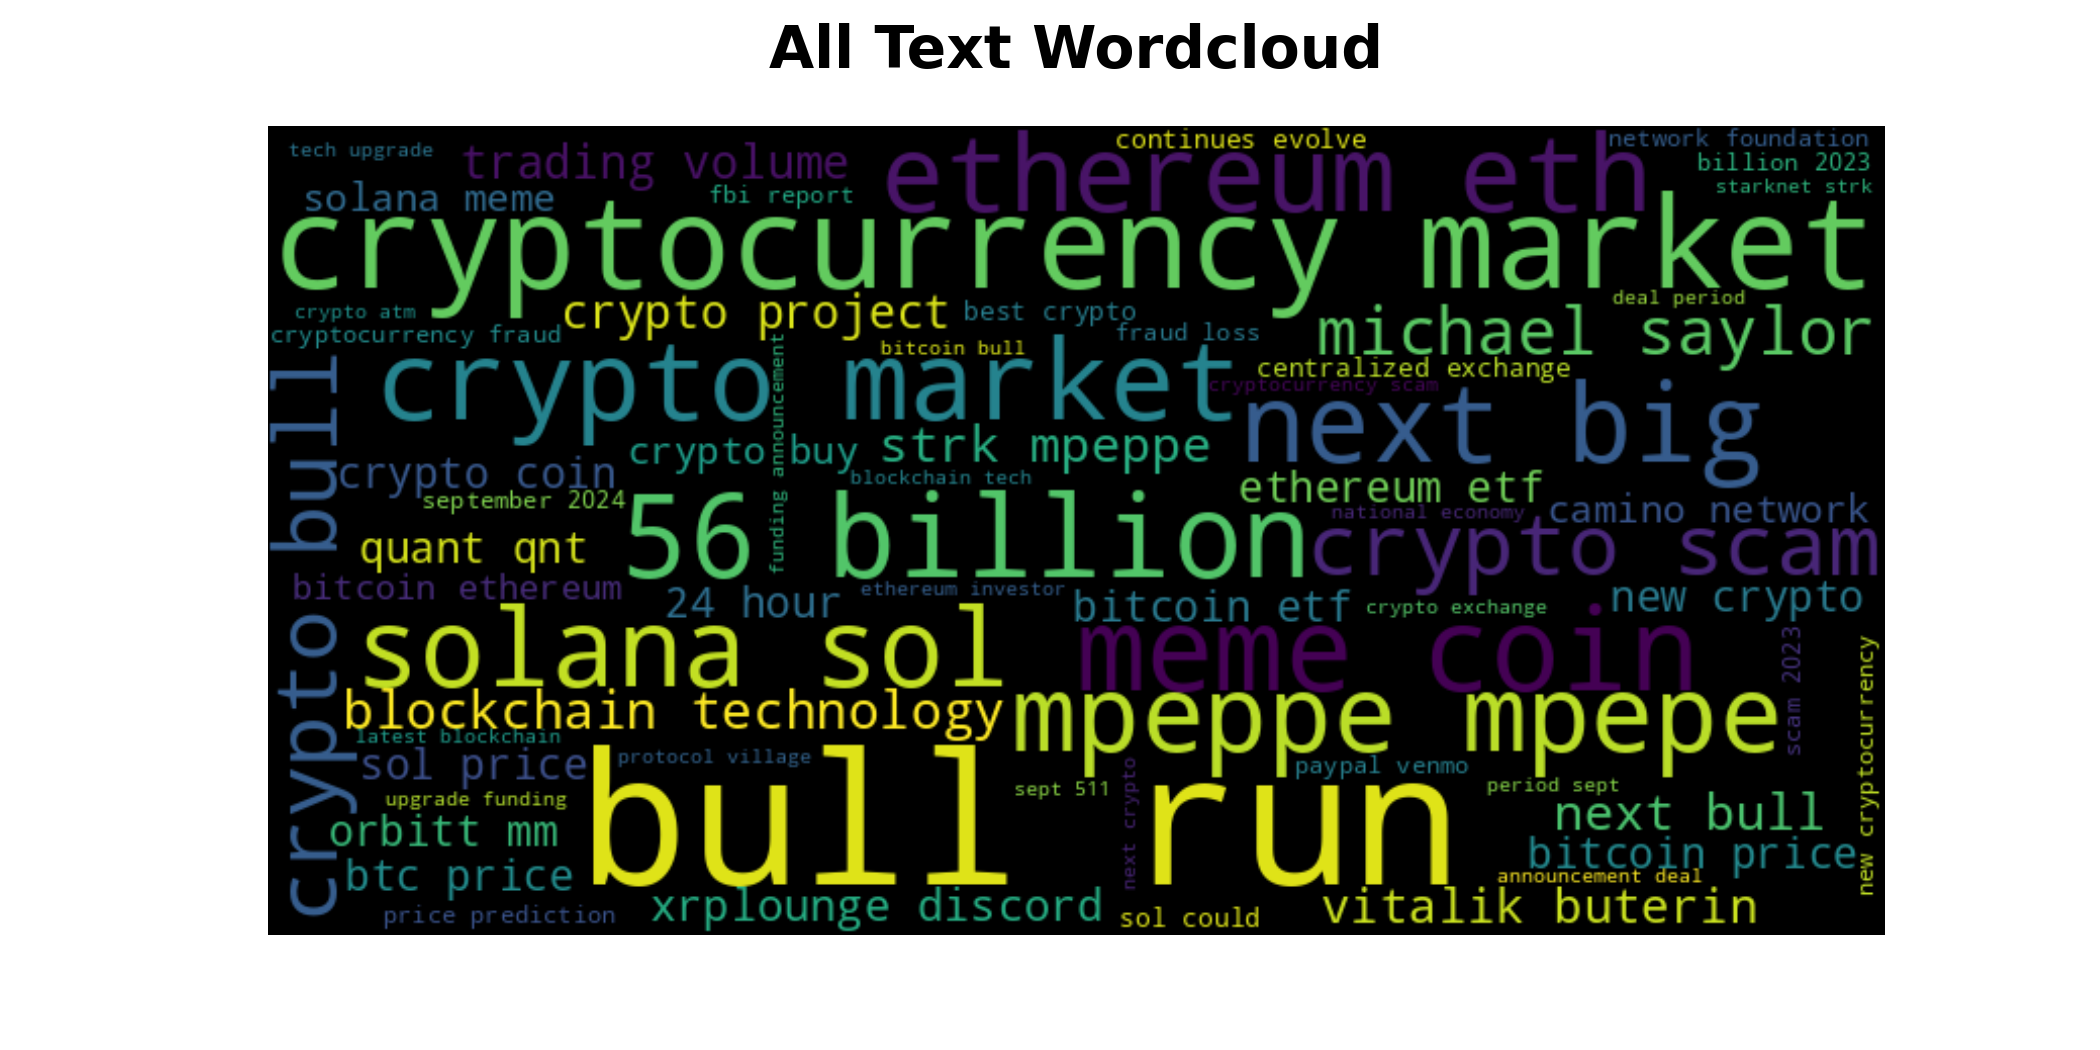 All Text Wordcloud
tech upgrade
trading volume
ethereum eth
continues evolve
network foundation
billion 2023
starknet strk
solana meme
fbi report
cryptocurrency market
crypto atm
crypto project
best crypto
deal period
cryptocurrency fraud
fraud loss
michael saylor
bitcoin bull
crypto market
centralized exchange
cryptocurrency scam
next big
funding announcement
crypto bull
crypto buy
strk mpeppe
crypto coin
blockchain tech
ethereum etf
september 2024
56 billion
national economy
camino network
quant qnt
crypto scam
bitcoin ethereum
24 hour
ethereum investor
bitcoin etf
crypto exchange
new crypto
solana sol
meme coin
scam 2023
new cryptocurrency
blockchain technology
mpeppe mpepe
latest blockchain
sol price
protocol village
bull run
paypal venmo
sept 511
period sept
next crypto
upgrade funding
next bull
orbitt mm
bitcoin price
btc price
announcement deal
price prediction
xrplounge discord
sol could
vitalik buterin